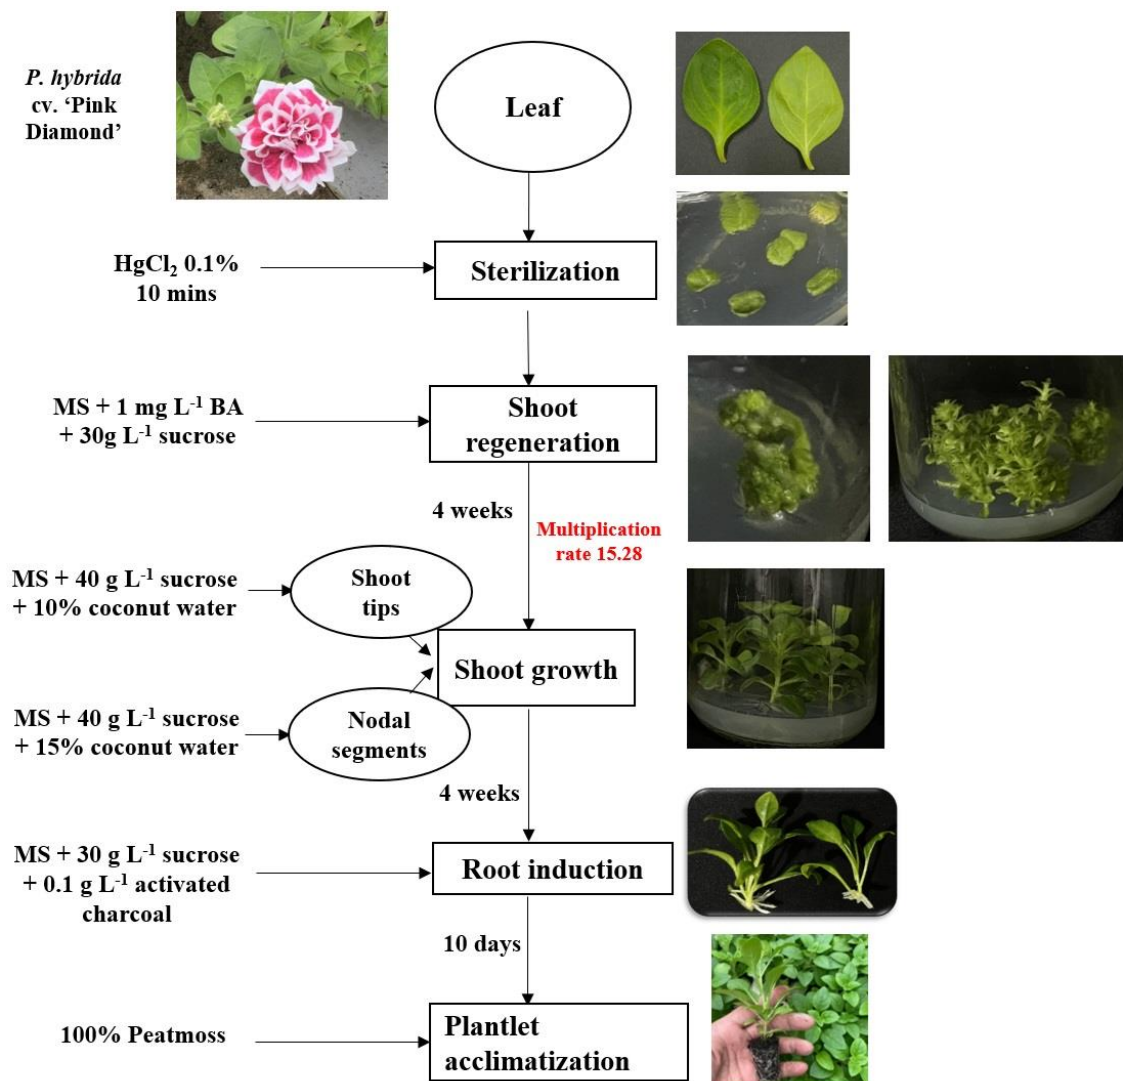 P. hybrida
cv. ‘Pink
Diamond’
Leaf
HgCl₂ 0.1%
10 mins
Sterilization
MS + 1 mg L⁻¹ BA
+ 30g L⁻¹ sucrose
Shoot
regeneration
4 weeks
Multiplication
rate 15.28
MS + 40 g L⁻¹ sucrose
+ 10% coconut water
Shoot
tips
Shoot growth
MS + 40 g L⁻¹ sucrose
+ 15% coconut water
Nodal
segments
4 weeks
MS + 30 g L⁻¹ sucrose
+ 0.1 g L⁻¹ activated
charcoal
Root induction
10 days
100% Peatmoss
Plantlet
acclimatization